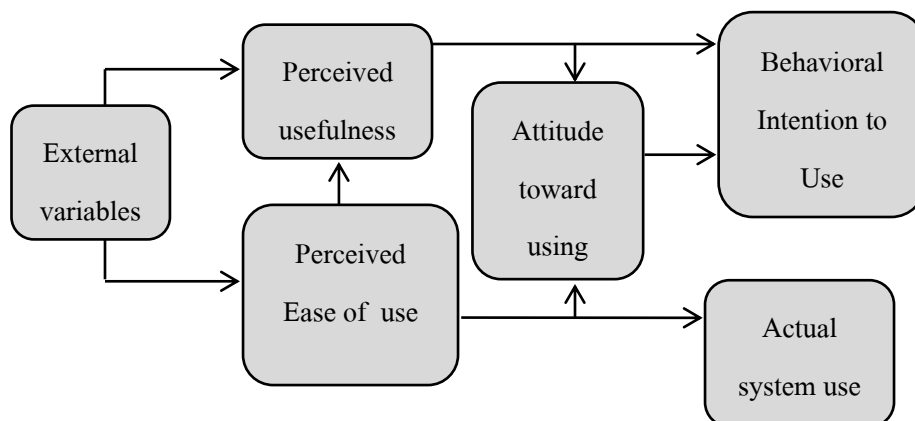 Perceived
usefulness
Behavioral
Intention to
Use
External
variables
Attitude
toward
using
Perceived
Ease of  use
Actual
system use